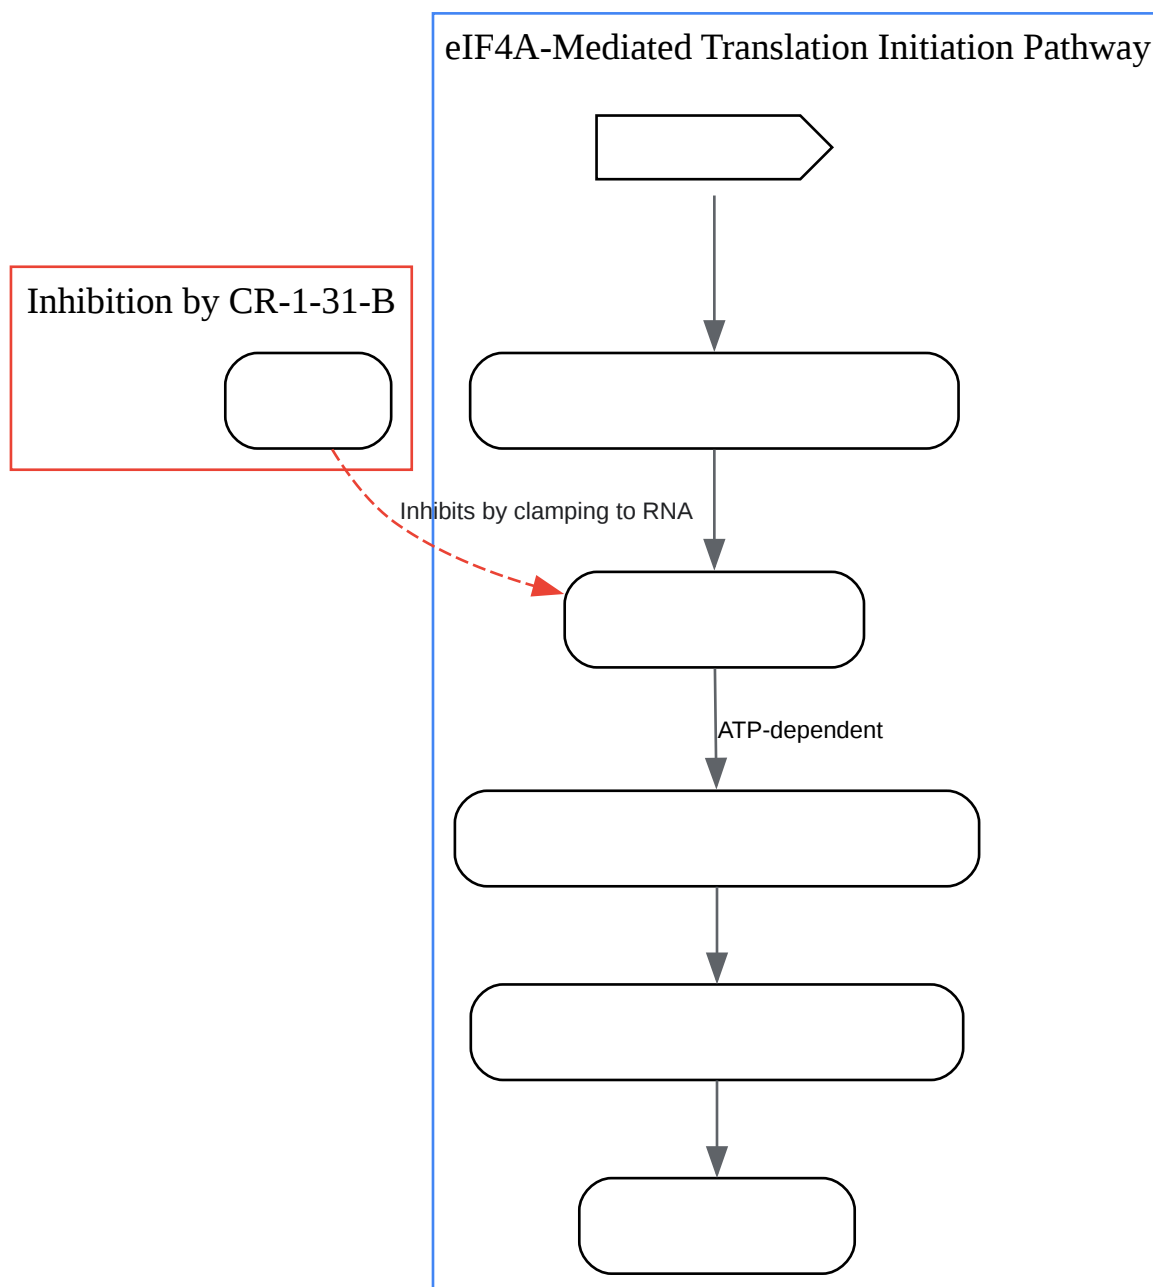 eIF4A-Mediated Translation Initiation Pathway
Inhibition by CR-1-31-B
Inhibits by clamping to RNA
ATP-dependent